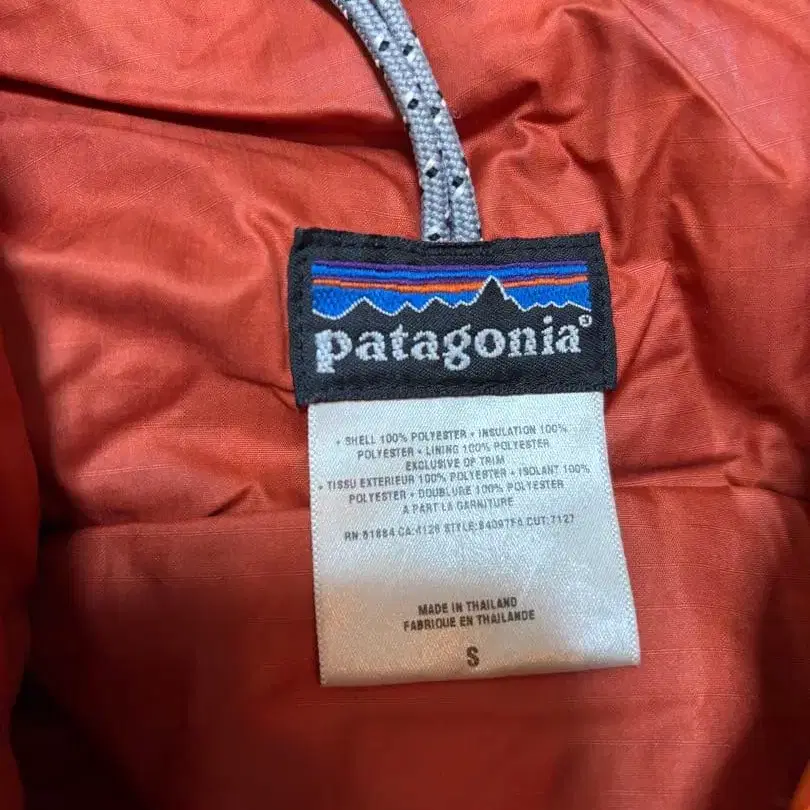 patagonia®
+ SHELL 100% POLYESTER + INSULATION 100%
POLYESTER + LINING 100% POLYESTER
EXCLUSIVE OF TRIM
+ TISSU EXTERIEUR 100% POLYESTER + ISOLANT 100%
POLYESTER + DOUBLURE 100% POLYESTER
A PART LA GARNITURE
RN:51884 CA:4126 STYLE:84097FA CUT:7127
MADE IN THAILAND
FABRIQUE EN THAILANDE
S